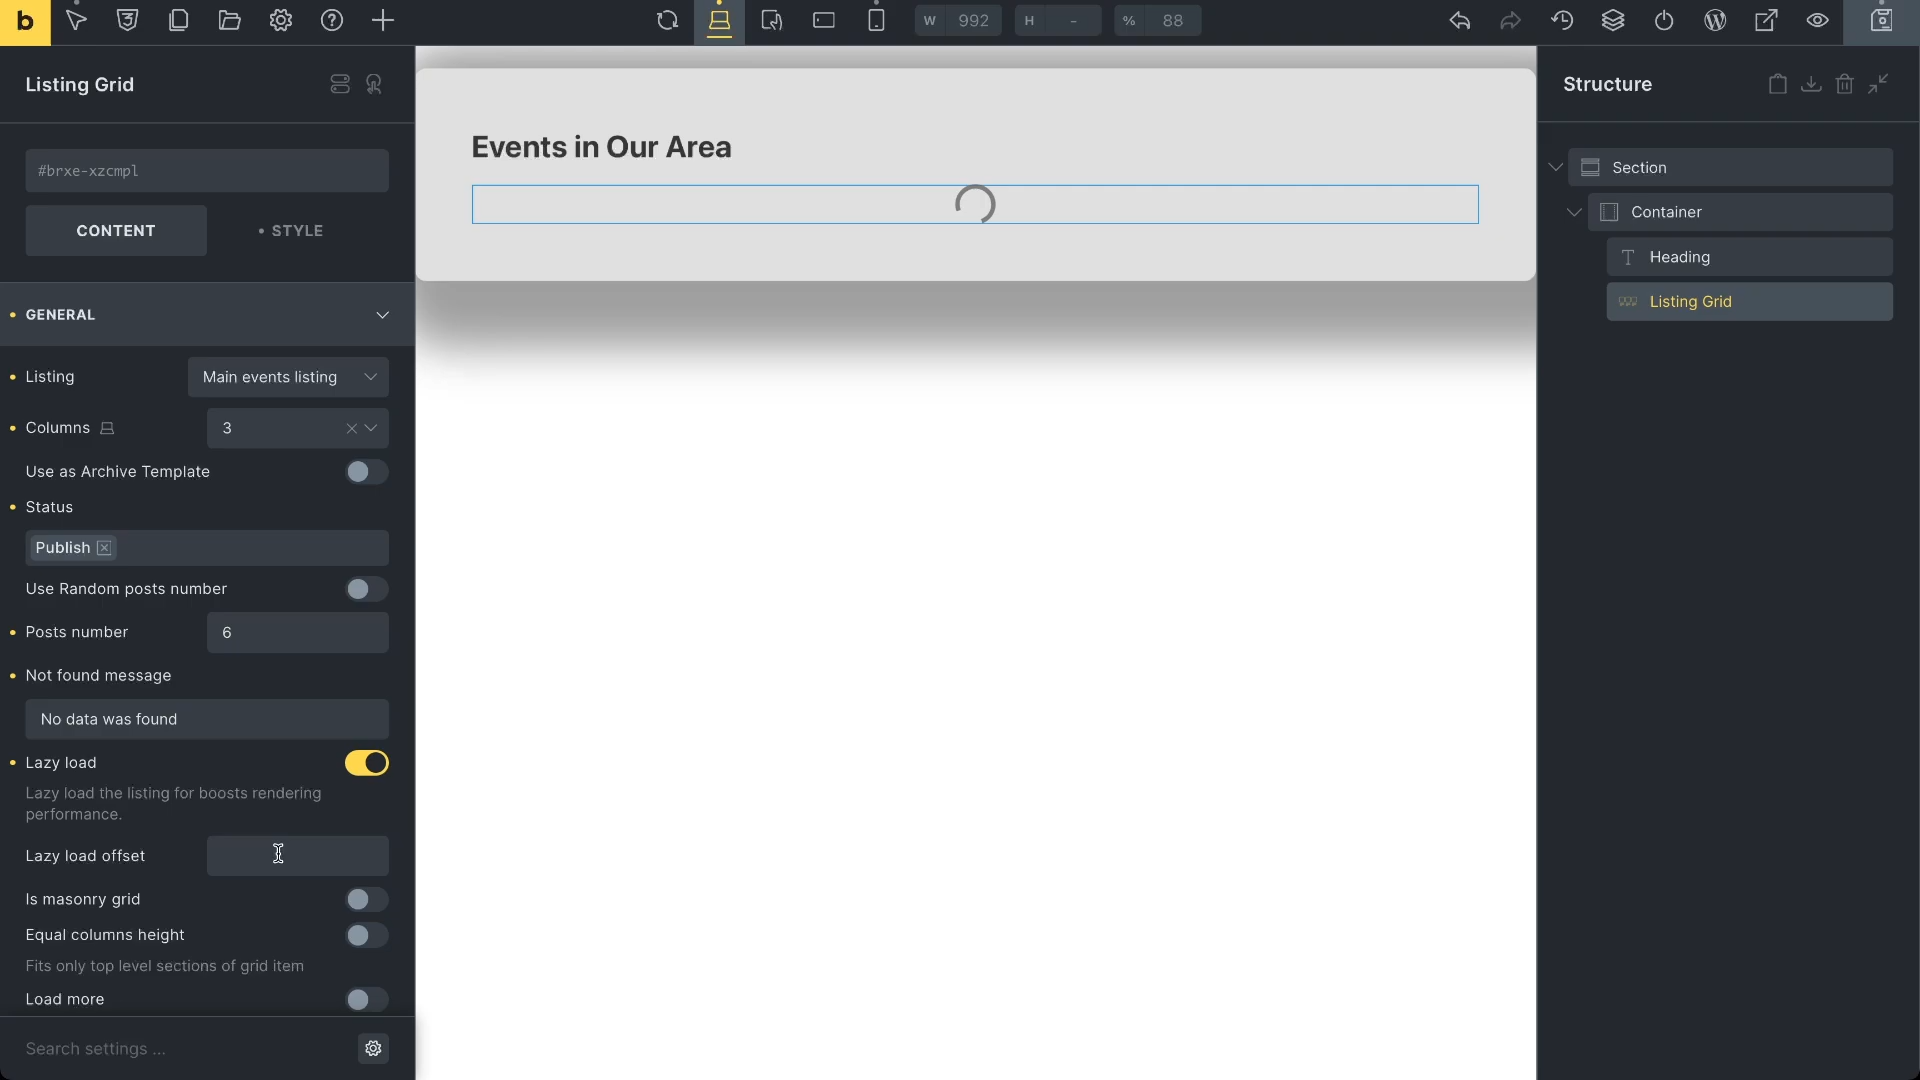 b
W 992
H -
% 88
Listing Grid
#brxe-xzcmpl
CONTENT
• STYLE
GENERAL
Listing
Main events listing
Columns
3
Use as Archive Template
Status
Publish
Use Random posts number
Posts number
6
Not found message
No data was found
Lazy load
Lazy load the listing for boosts rendering
performance.
Lazy load offset
Is masonry grid
Equal columns height
Fits only top level sections of grid item
Load more
Search settings ...
Events in Our Area
Structure
Section
Container
Heading
Listing Grid